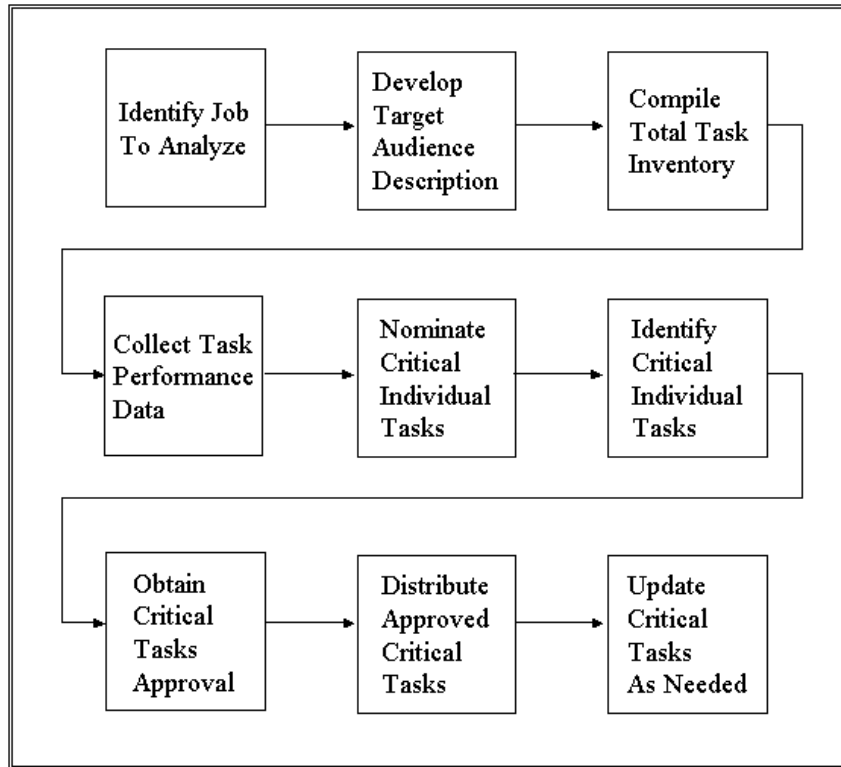 Identify Job
To Analyze
Develop
Target
Audience
Description
Compile
Total Task
Inventory
Collect Task
Performance
Data
Nominate
Critical
Individual
Tasks
Identify
Critical
Individual
Tasks
Obtain
Critical
Tasks
Approval
Distribute
Approved
Critical
Tasks
Update
Critical
Tasks
As Needed